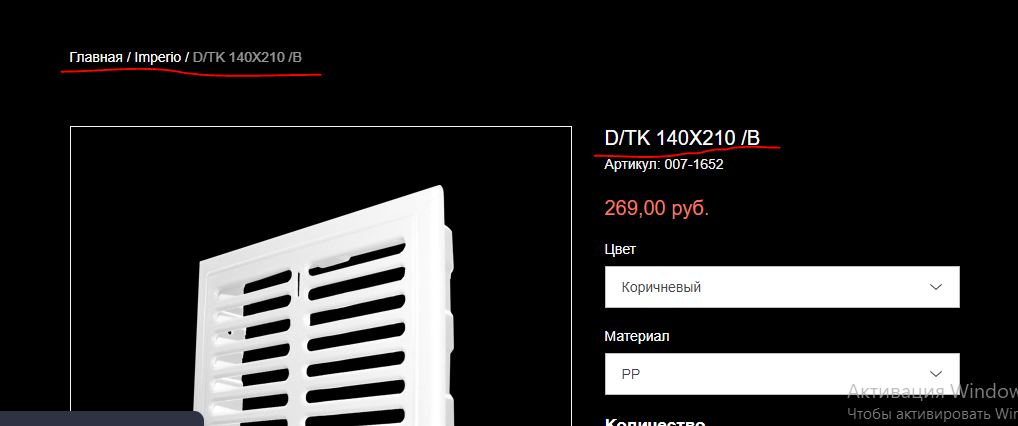 Главная / Imperio / D/TK 140X210 /B
D/TK 140X210 /B
Артикул: 007-1652
269,00 руб.
Цвет
Коричневый
Материал
PP
Активация Window
Чтобы активировать Win
Количество